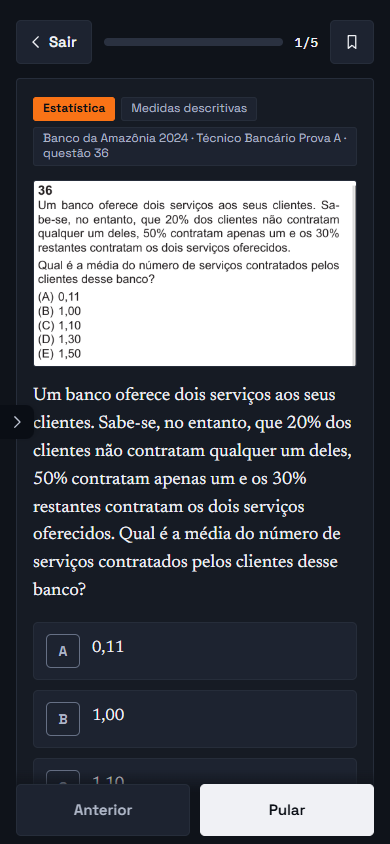 Sair
1/5
Estatística
Medidas descritivas
Banco da Amazônia 2024 · Técnico Bancário Prova A ·
questão 36
36
Um banco oferece dois serviços aos seus clientes. Sa-
be-se, no entanto, que 20% dos clientes não contratam
qualquer um deles, 50% contratam apenas um e os 30%
restantes contratam os dois serviços oferecidos.
Qual é a média do número de serviços contratados pelos
clientes desse banco?
(A) 0,11
(B) 1,00
(C) 1,10
(D) 1,30
(E) 1,50
Um banco oferece dois serviços aos seus
clientes. Sabe-se, no entanto, que 20% dos
clientes não contratam qualquer um deles,
50% contratam apenas um e os 30%
restantes contratam os dois serviços
oferecidos. Qual é a média do número de
serviços contratados pelos clientes desse
banco?
A
0,11
B
1,00
1,10
Anterior
Pular